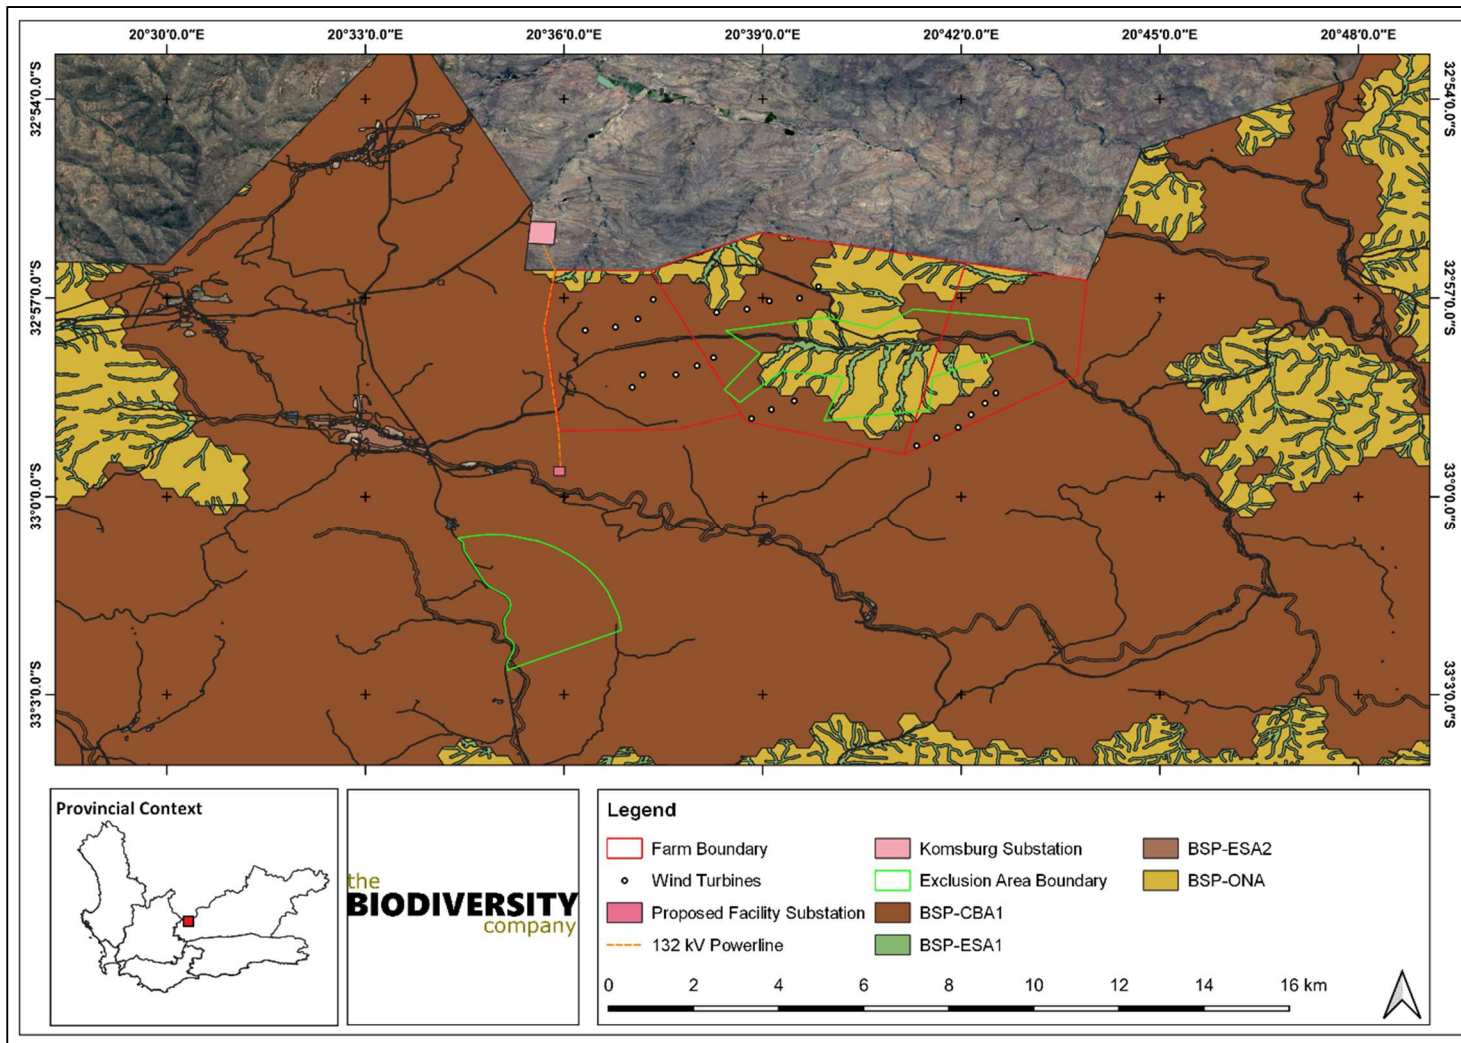 20°30'0.0"E 20°33'0.0"E 20°36'0.0"E 20°39'0.0"E 20°42'0.0"E 20°45'0.0"E 20°48'0.0"E
32°54'0.0"S 32°54'0.0"S
32°57'0.0"S 32°57'0.0"S
33°0'0.0"S 33°0'0.0"S
33°3'0.0"S 33°3'0.0"S
Provincial Context
the
BIODIVERSITY
company
Legend
Farm Boundary
Wind Turbines
Proposed Facility Substation
132 kV Powerline
Komsburg Substation
Exclusion Area Boundary
BSP-CBA1
BSP-ESA1
BSP-ESA2
BSP-ONA
0 2 4 6 8 10 12 14 16 km